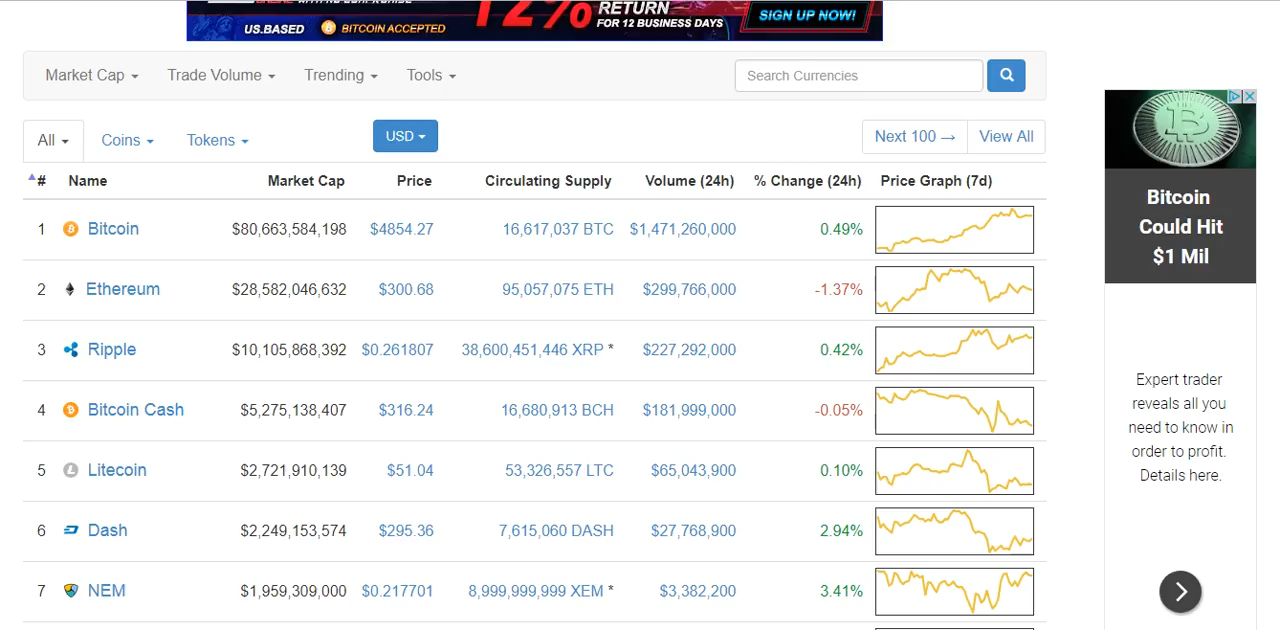 12% RETURN
FOR 12 BUSINESS DAYS
SIGN UP NOW!
US.BASED BITCOIN ACCEPTED
Market Cap Trade Volume Trending Tools Search Currencies
All Coins Tokens USD Next 100 → View All
# Name Market Cap Price Circulating Supply Volume (24h) % Change (24h) Price Graph (7d)
1 Bitcoin $80,663,584,198 $4854.27 16,617,037 BTC $1,471,260,000 0.49%
2 Ethereum $28,582,046,632 $300.68 95,057,075 ETH $299,766,000 -1.37%
3 Ripple $10,105,868,392 $0.261807 38,600,451,446 XRP * $227,292,000 0.42%
4 Bitcoin Cash $5,275,138,407 $316.24 16,680,913 BCH $181,999,000 -0.05%
5 Litecoin $2,721,910,139 $51.04 53,326,557 LTC $65,043,900 0.10%
6 Dash $2,249,153,574 $295.36 7,615,060 DASH $27,768,900 2.94%
7 NEM $1,959,309,000 $0.217701 8,999,999,999 XEM * $3,382,200 3.41%
Bitcoin
Could Hit
$1 Mil
Expert trader
reveals all you
need to know in
order to profit.
Details here.